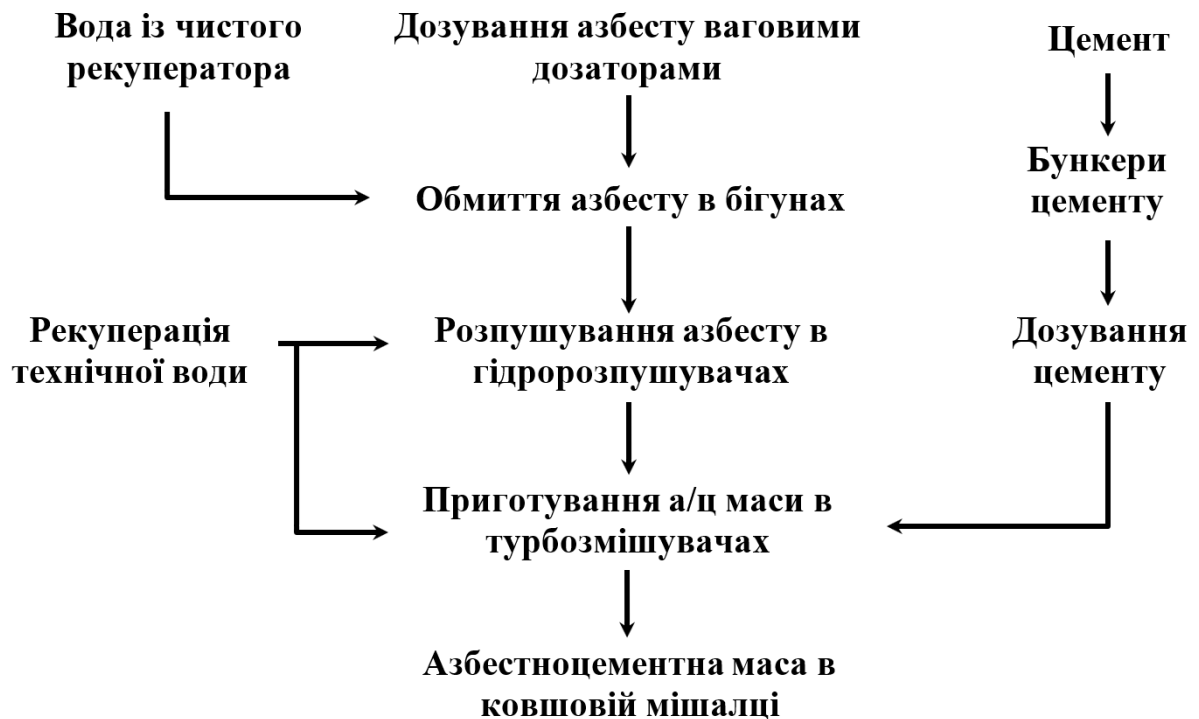 Вода із чистого
рекуператора
Дозування азбесту ваговими
дозаторами
Цемент
Обмиття азбесту в бігунах
Бункери
цементу
Рекуперація
технічної води
Розпушування азбесту в
гідророзпушувачах
Дозування
цементу
Приготування а/ц маси в
турбозмішувачах
Азбестноцементна маса в
ковшовій мішалці